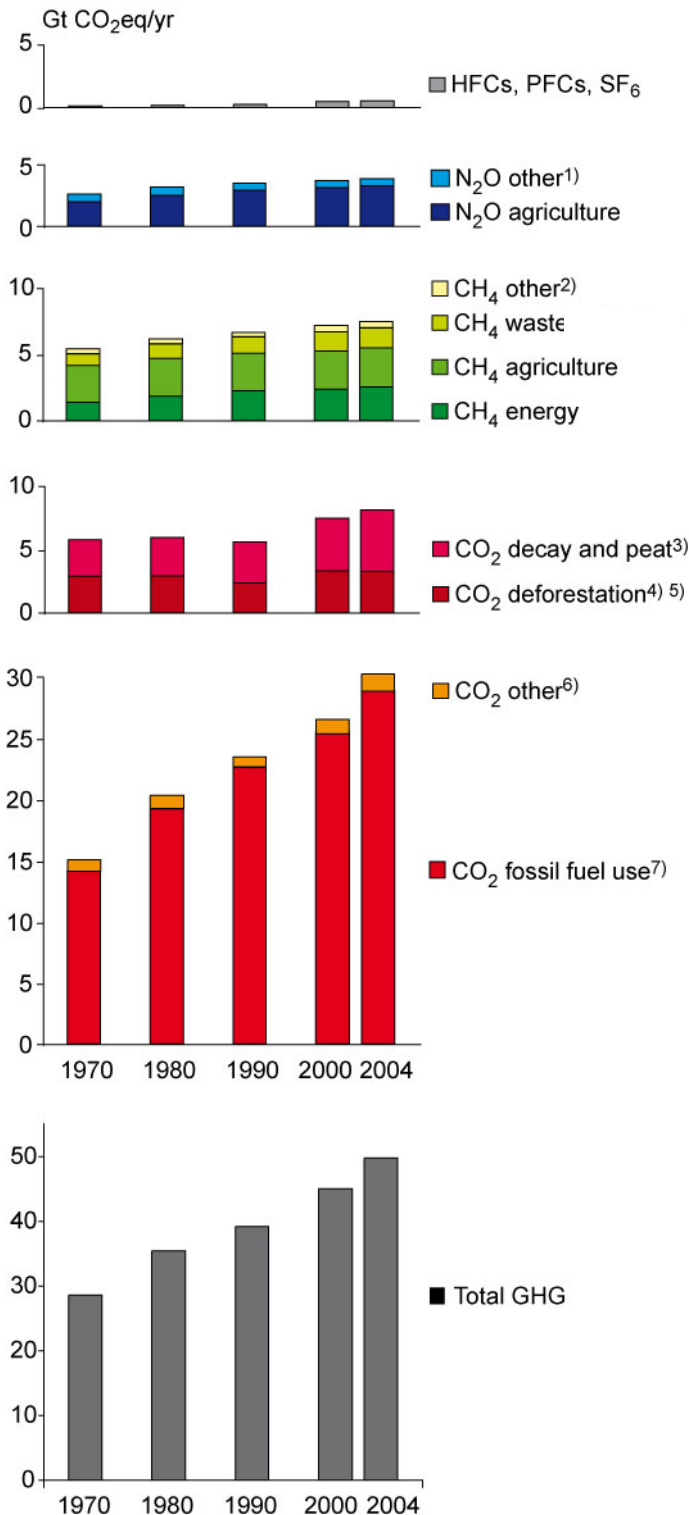 Gt CO₂eq/yr
5
0
HFCs, PFCs, SF₆
5
0
N₂O other¹⁾
N₂O agriculture
10
5
0
CH₄ other²⁾
CH₄ waste
CH₄ agriculture
CH₄ energy
10
5
0
CO₂ decay and peat³⁾
CO₂ deforestation⁴⁾ ⁵⁾
30
25
20
15
10
5
0
CO₂ other⁶⁾
CO₂ fossil fuel use⁷⁾
1970 1980 1990 2000 2004
50
40
30
20
10
0
Total GHG
1970 1980 1990 2000 2004